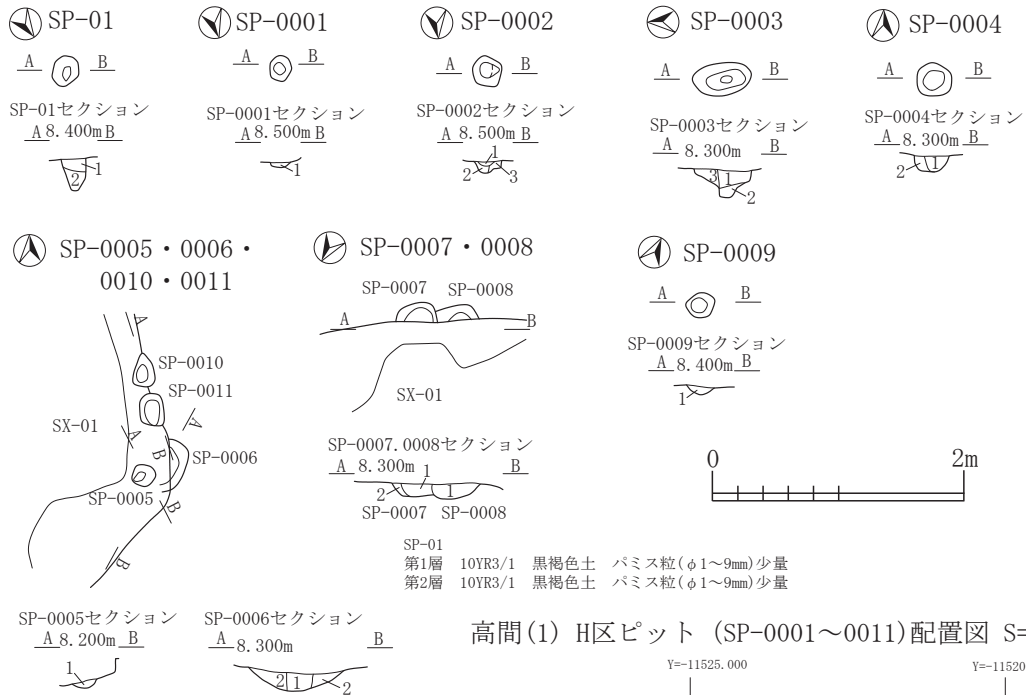 SP-01
A B
SP-01セクション
A 8.400m B
1
2
SP-0001
A B
SP-0001セクション
A 8.500m B
1
SP-0002
A B
SP-0002セクション
A 8.500m B
1
2 3
SP-0003
A B
SP-0003セクション
A 8.300m B
3 1
2
SP-0004
A B
SP-0004セクション
A 8.300m B
2 1
SP-0005・0006・
0010・0011
A
SP-0010
SP-0011
A
SX-01
A
B
SP-0006
SP-0005
B
B
SP-0007・0008
SP-0007 SP-0008
A B
SX-01
SP-0007.0008セクション
A 8.300m B
1
2 1
SP-0007 SP-0008
SP-0009
A B
SP-0009セクション
A 8.400m B
1
0 2m
SP-01
第1層 10YR3/1 黒褐色土 パミス粒(φ1~9mm)少量
第2層 10YR3/1 黒褐色土 パミス粒(φ1~9mm)少量
SP-0005セクション
A 8.200m B
1
SP-0006セクション
A 8.300m B
2 1 2
高間(1) H区ピット (SP-0001~0011)配置図 S=
Y=-11525.000 Y=-11520